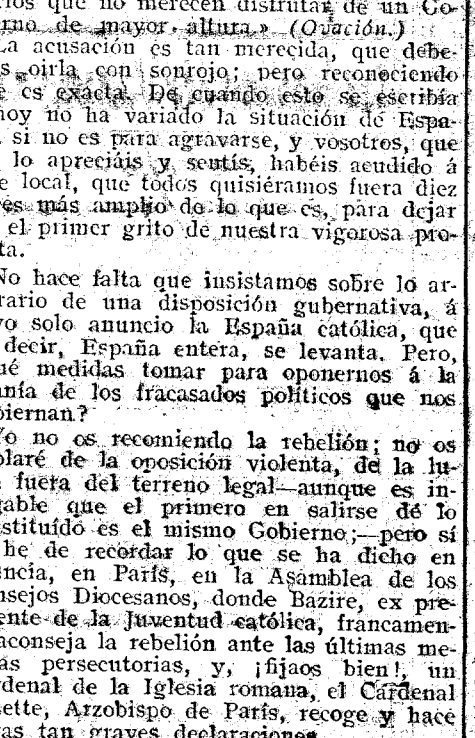 los que no merecen disfrutar de un Go-
rno de mayor altura.» (Ovación.)
La acusación es tan merecida, que debe-
s oirla con sonrojo; pero reconociendo
e es exacta. De cuando esto se escribía
hoy no ha variado la situación de Espa-
si no es para agravarse, y vosotros, que
lo apreciáis y sentís, habéis acudido á
e local, que todos quisiéramos fuera diez
es más amplio de lo que es, para dejar
el primer grito de nuestra vigorosa pro-
ta.
No hace falta que insistamos sobre lo ar-
rario de una disposición gubernativa, á
yo solo anuncio la España católica, que
decir, España entera, se levanta. Pero,
ué medidas tomar para oponernos á la
anía de los fracasados políticos que nos
biernan?
Yo no os recomiendo la rebelión; no os
blaré de la oposición violenta, de la lu-
fuera del terreno legal—aunque es in-
gable que el primero en salirse de lo
stituído es el mismo Gobierno;—pero sí
he de recordar lo que se ha dicho en
ncia, en París, en la Asamblea de los
nsejos Diocesanos, donde Bazire, ex pre-
ente de la Juventud católica, francamen-
aconseja la rebelión ante las últimas me-
as persecutorias, y, ¡fijaos bien!, un
rdenal de la Iglesia romana, el Cardenal
ette, Arzobispo de París, recoge y hace
as tan graves declaraciones